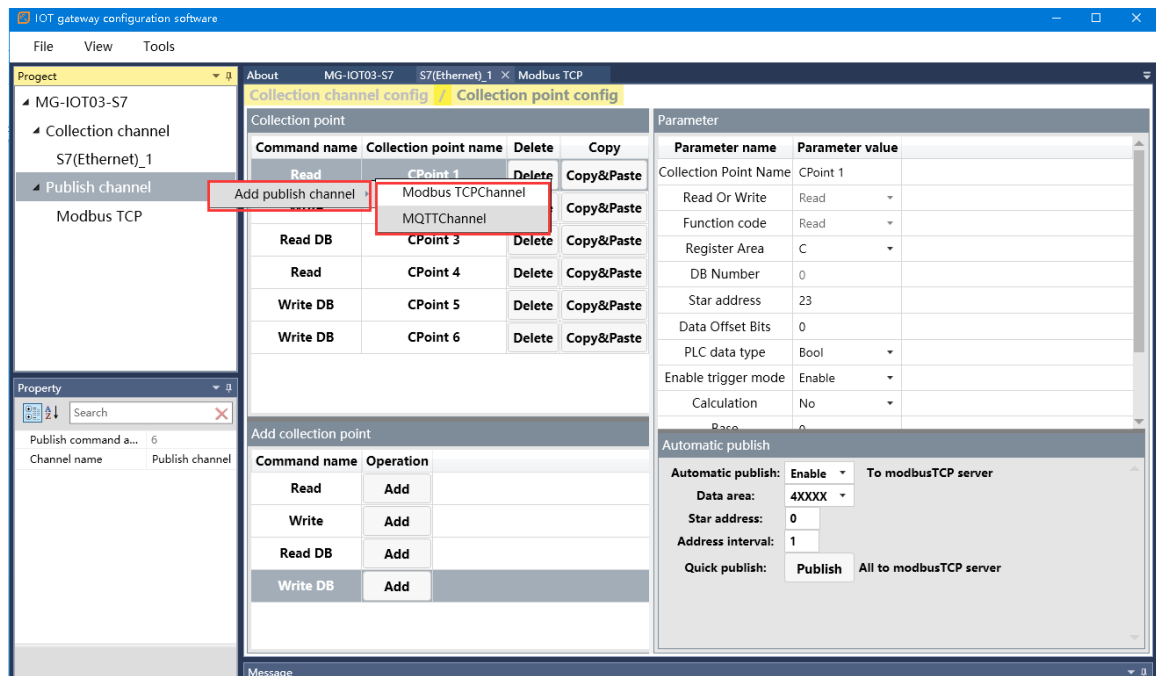 IOT gateway configuration software
File View Tools
Progect
MG-IOT03-S7
Collection channel
S7(Ethernet)_1
Publish channel
Modbus TCP
Add publish channel
Modbus TCPChannel
MQTTChannel
Property
Search
Publish command a... 6
Channel name Publish channel
About MG-IOT03-S7 S7(Ethernet)_1 Modbus TCP
Collection channel config / Collection point config
Collection point
Command name Collection point name Delete Copy
Read CPoint 1 Delete Copy&Paste
Copy&Paste
Read DB CPoint 3 Delete Copy&Paste
Read CPoint 4 Delete Copy&Paste
Write DB CPoint 5 Delete Copy&Paste
Write DB CPoint 6 Delete Copy&Paste
Add collection point
Command name Operation
Read Add
Write Add
Read DB Add
Write DB Add
Parameter
Parameter name Parameter value
Collection Point Name CPoint 1
Read Or Write Read
Function code Read
Register Area C
DB Number 0
Star address 23
Data Offset Bits 0
PLC data type Bool
Enable trigger mode Enable
Calculation No
Base 0
Automatic publish
Automatic publish: Enable To modbusTCP server
Data area: 4XXXX
Star address: 0
Address interval: 1
Quick publish: Publish All to modbusTCP server
Message